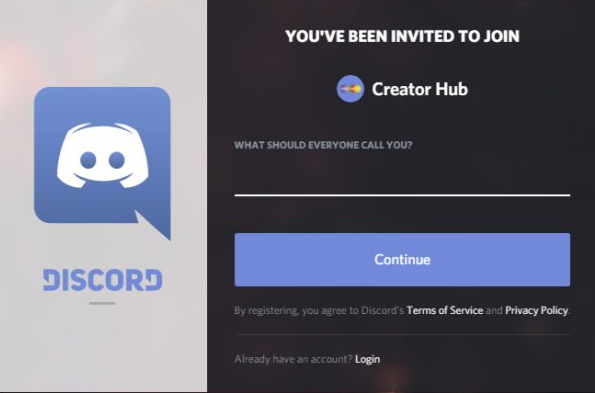 YOU'VE BEEN INVITED TO JOIN
Creator Hub
WHAT SHOULD EVERYONE CALL YOU?
Continue
By registering, you agree to Discord's Terms of Service and Privacy Policy.
Already have an account? Login
DISCORD